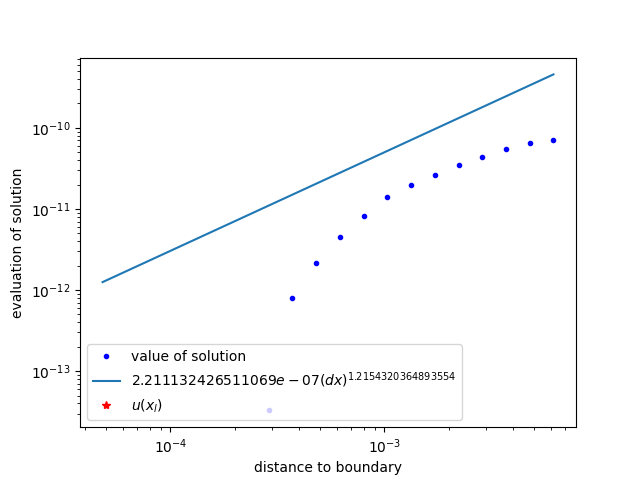 10⁻¹⁰
10⁻¹¹
10⁻¹²
10⁻¹³
evaluation of solution
value of solution
2.211132426511069e − 07(dx)^1.2154320364893554
u(x_l)
10⁻⁴ 10⁻³
distance to boundary